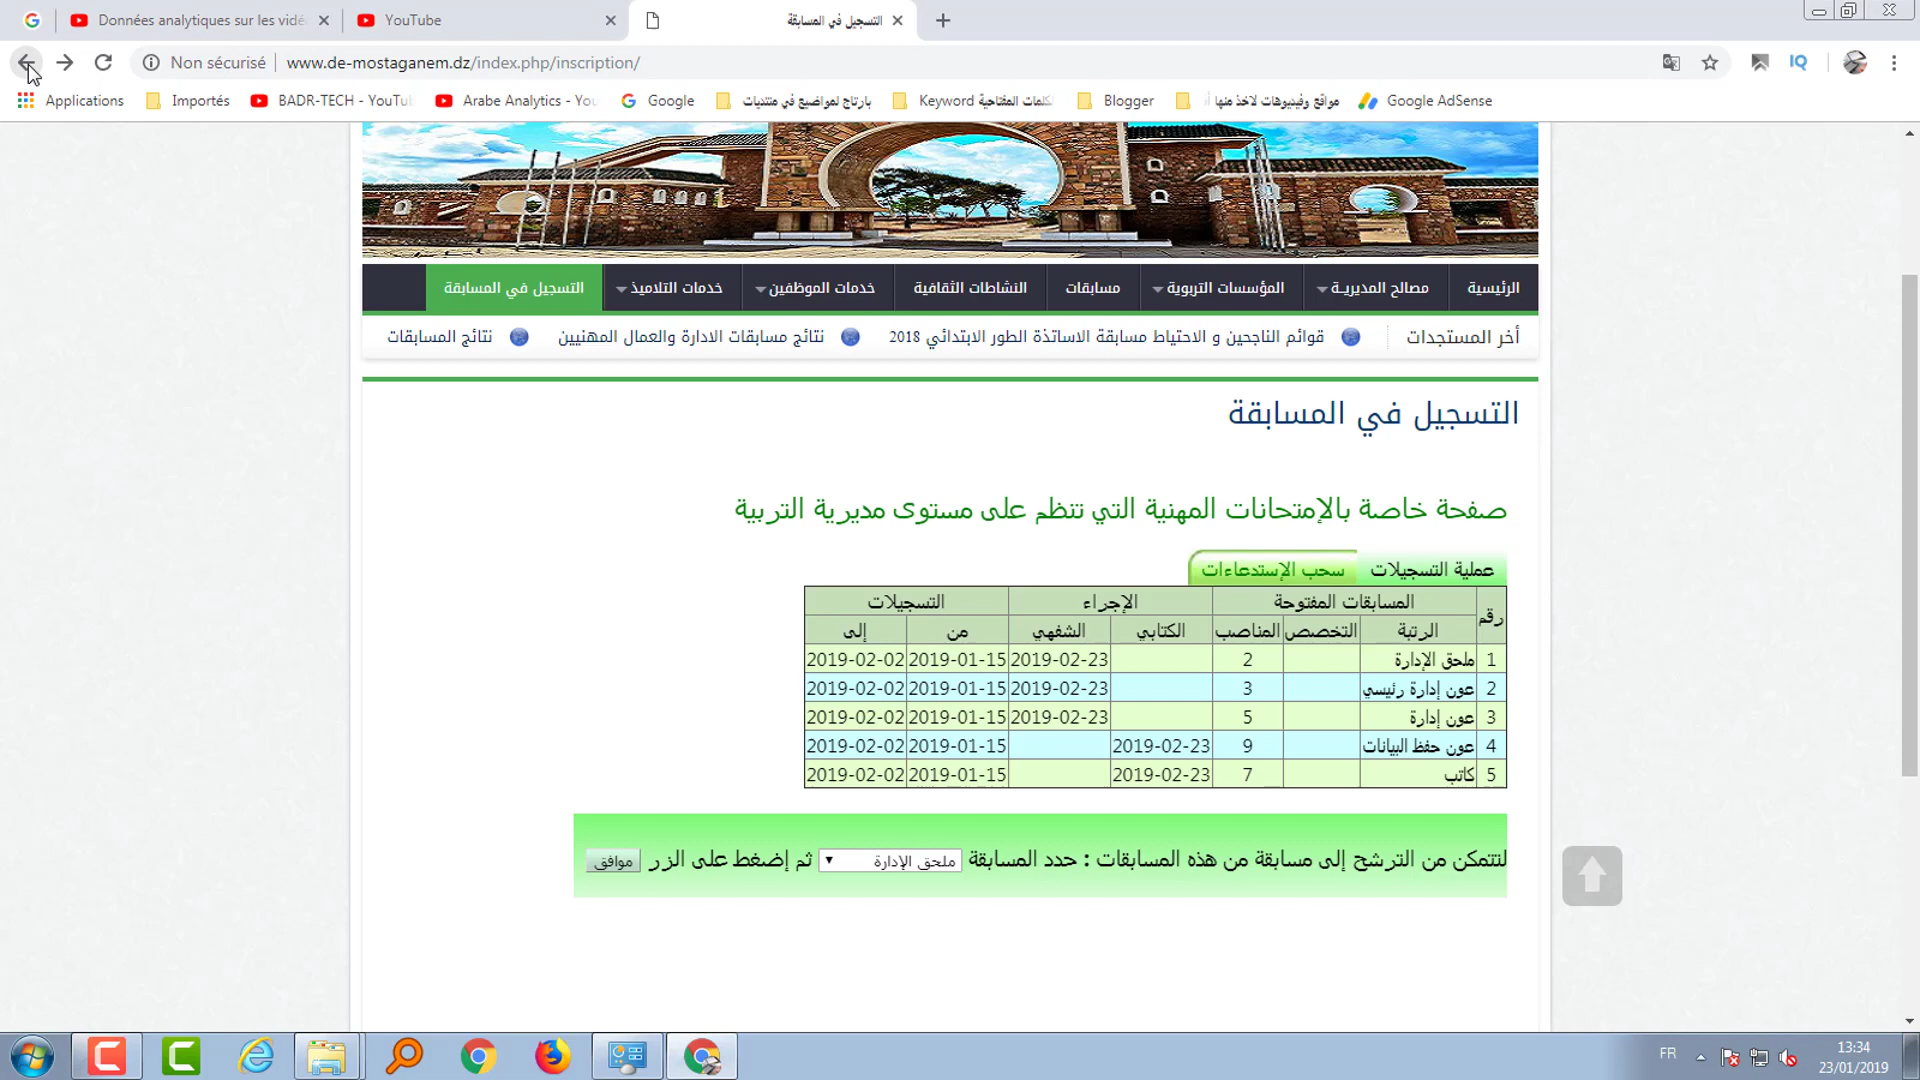 Données analytiques sur les vidé
YouTube
التسجيل في المسابقة
Non sécurisé
www.de-mostaganem.dz/index.php/inscription/
IQ
Applications
Importés
BADR-TECH - YouTu
Arabe Analytics - Yo
Google
بارتاج لمواضيع في منتديات
Keyword الكلمات المفتاحية
Blogger
مواقع وفيديوهات لاخذ منها
Google AdSense
الرئيسية
مصالح المديريـة
المؤسسات التربوية
مسابقات
النشاطات الثقافية
خدمات الموظفين
خدمات التلاميذ
التسجيل في المسابقة
أخر المستجدات
قوائم الناجحين و الاحتياط مسابقة الاساتذة الطور الابتدائي 2018
نتائج مسابقات الادارة والعمال المهنيين
نتائج المسابقات
التسجيل في المسابقة
صفحة خاصة بالإمتحانات المهنية التي تنظم على مستوى مديرية التربية
عملية التسجيلات
سحب الإستدعاءات
رقم المسابقات المفتوحة الإجراء التسجيلات
الرتبة التخصص المناصب الكتابي الشفهي من إلى
1 ملحق الإدارة 2 2019-02-23 2019-01-15 2019-02-02
2 عون إدارة رئيسي 3 2019-02-23 2019-01-15 2019-02-02
3 عون إدارة 5 2019-02-23 2019-01-15 2019-02-02
4 عون حفظ البيانات 9 2019-02-23 2019-01-15 2019-02-02
5 كاتب 7 2019-02-23 2019-01-15 2019-02-02
لتتمكن من الترشح إلى مسابقة من هذه المسابقات : حدد المسابقة ملحق الإدارة ثم إضغط على الزر موافق
FR
13:34
23/01/2019